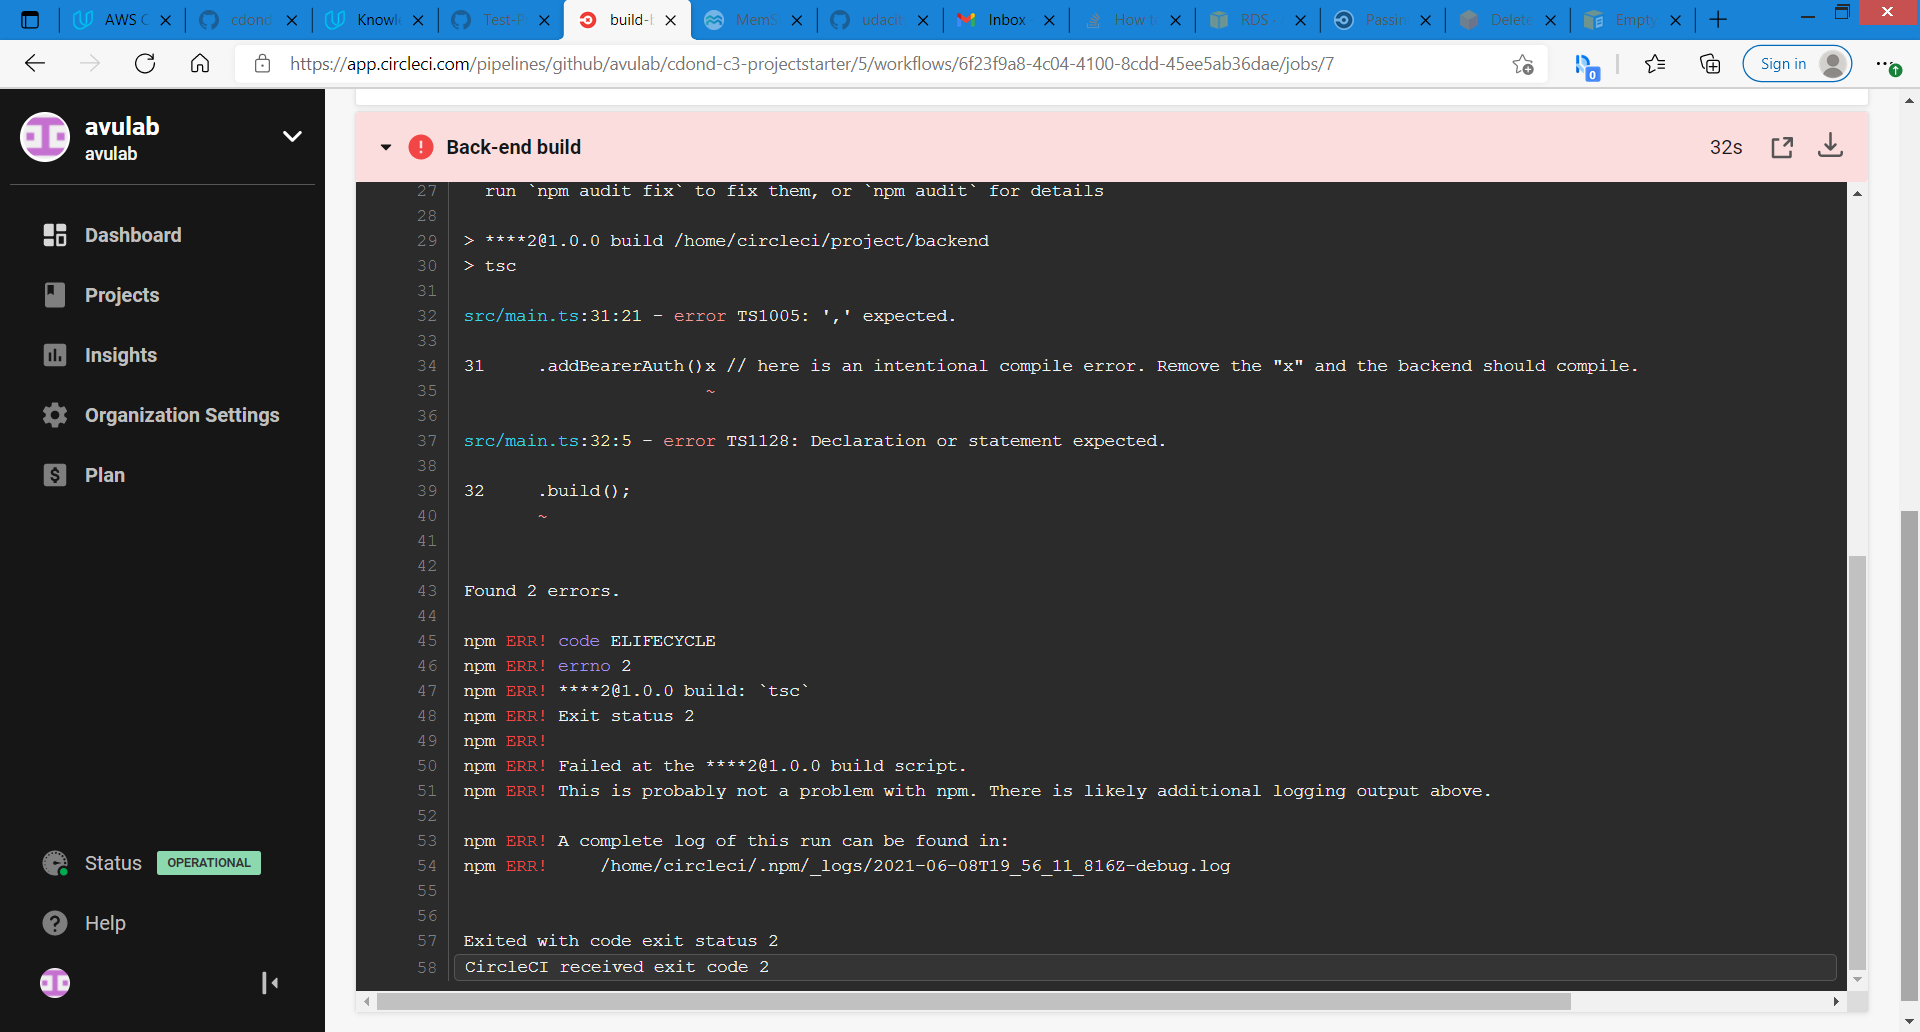 AWS C
cdond
Knowl
Test-F
build-b
MemS
udacit
Inbox
How t
RDS
Passin
Delete
Empty
https://app.circleci.com/pipelines/github/avulab/cdond-c3-projectstarter/5/workflows/6f23f9a8-4c04-4100-8cdd-45ee5ab36dae/jobs/7
0
Sign in
avulab
avulab
Dashboard
Projects
Insights
Organization Settings
Plan
Status OPERATIONAL
Help
Back-end build 32s
27 run `npm audit fix` to fix them, or `npm audit` for details
28
29 > ****2@1.0.0 build /home/circleci/project/backend
30 > tsc
31
32 src/main.ts:31:21 - error TS1005: ',' expected.
33
34 31     .addBearerAuth()x // here is an intentional compile error. Remove the "x" and the backend should compile.
35 ~
36
37 src/main.ts:32:5 - error TS1128: Declaration or statement expected.
38
39 32     .build();
40 ~
41
42
43 Found 2 errors.
44
45 npm ERR! code ELIFECYCLE
46 npm ERR! errno 2
47 npm ERR! ****2@1.0.0 build: `tsc`
48 npm ERR! Exit status 2
49 npm ERR!
50 npm ERR! Failed at the ****2@1.0.0 build script.
51 npm ERR! This is probably not a problem with npm. There is likely additional logging output above.
52
53 npm ERR! A complete log of this run can be found in:
54 npm ERR!     /home/circleci/.npm/_logs/2021-06-08T19_56_11_816Z-debug.log
55
56
57 Exited with code exit status 2
58 CircleCI received exit code 2